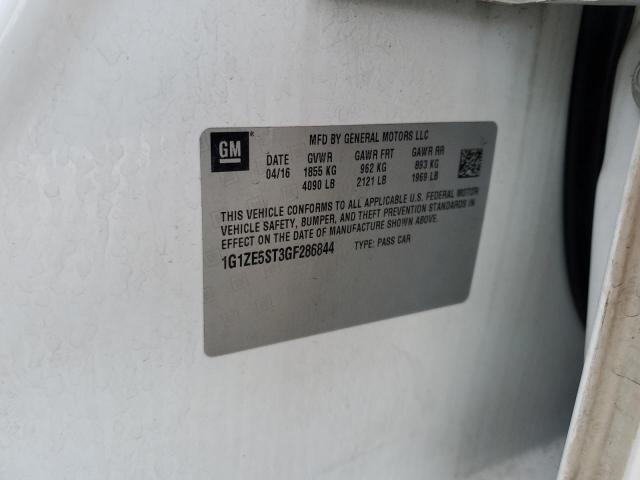 MFD BY GENERAL MOTORS LLC
GM
DATE GVWR GAWR FRT GAWR RR
04/16 1855 KG 962 KG 893 KG
4090 LB 2121 LB 1969 LB
THIS VEHICLE CONFORMS TO ALL APPLICABLE U.S. FEDERAL MOTOR
VEHICLE SAFETY, BUMPER, AND THEFT PREVENTION STANDARDS IN
EFFECT ON THE DATE OF MANUFACTURE SHOWN ABOVE.
1G1ZE5ST3GF286844 TYPE: PASS CAR